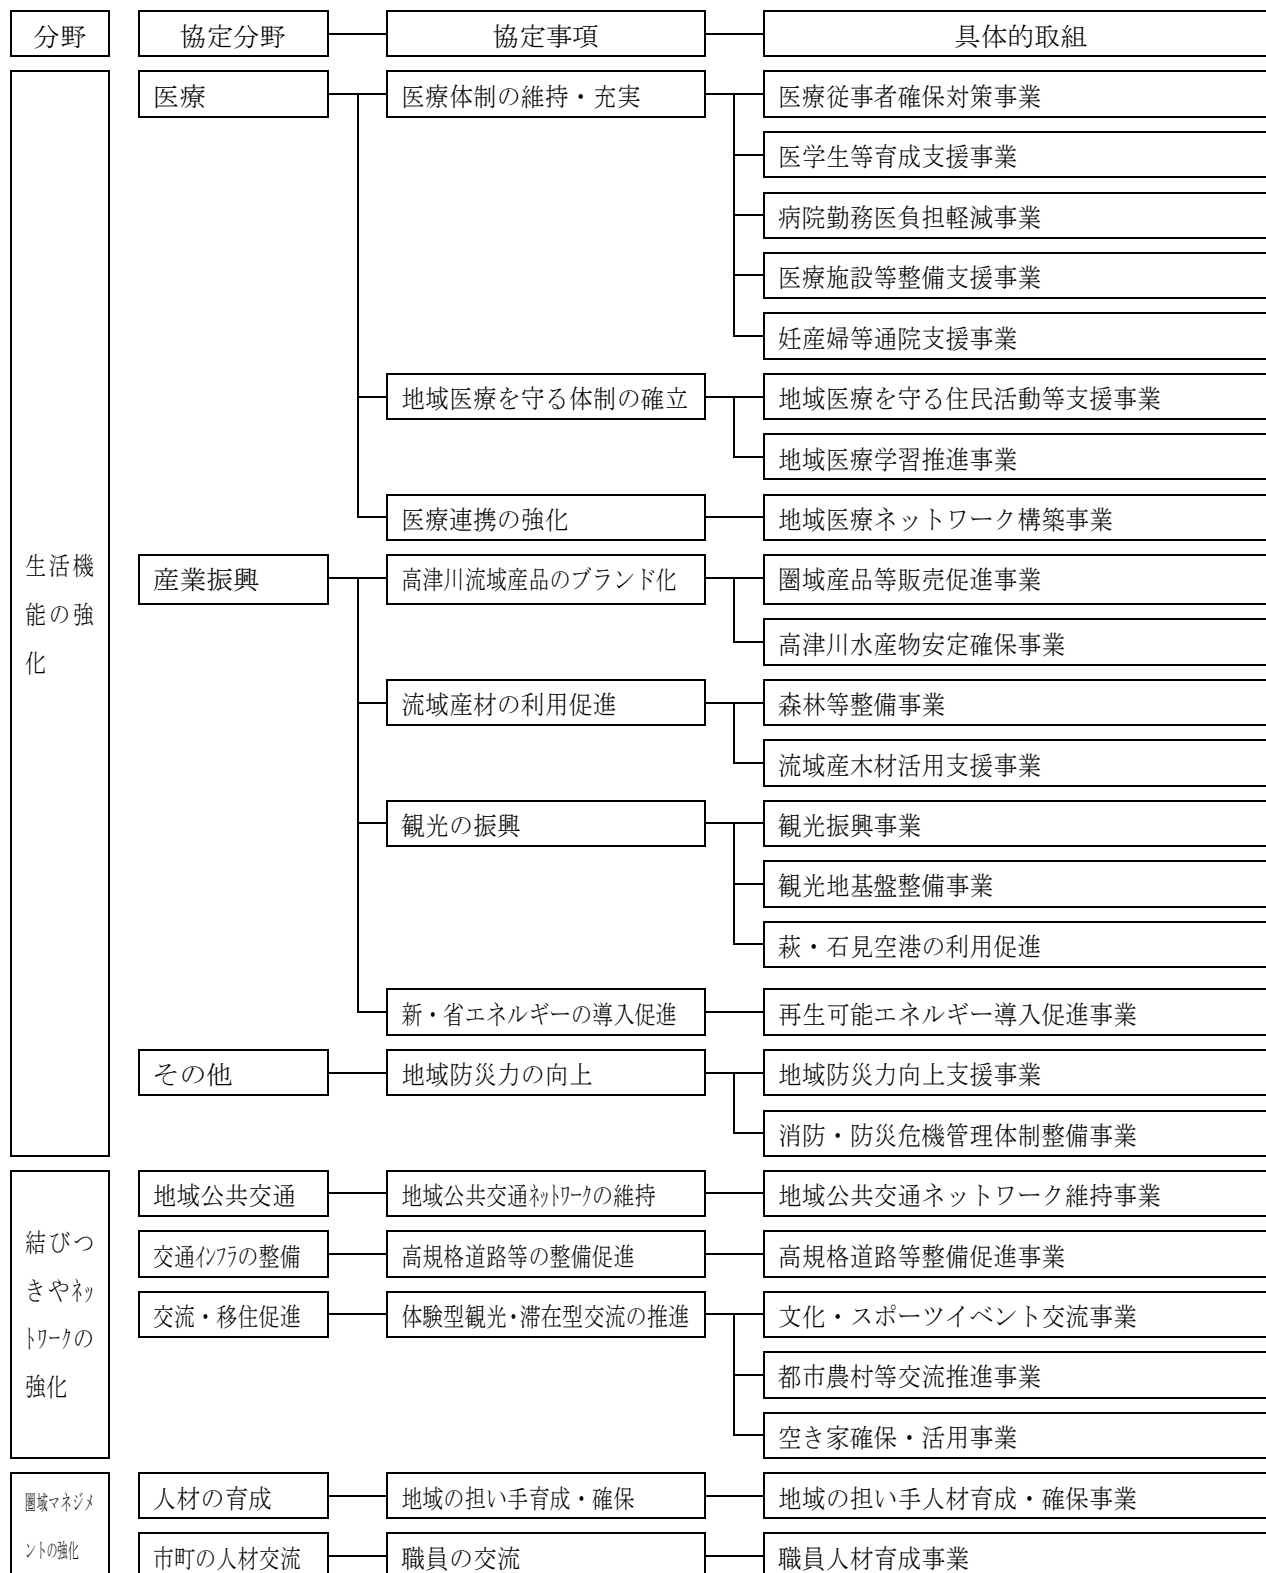 分野 協定分野 協定事項 具体的取組
医療 医療体制の維持・充実 医療従事者確保対策事業
医学生等育成支援事業
病院勤務医負担軽減事業
医療施設等整備支援事業
妊産婦等通院支援事業
地域医療を守る体制の確立 地域医療を守る住民活動等支援事業
地域医療学習推進事業
医療連携の強化 地域医療ネットワーク構築事業
生活機
能の強
化
産業振興 高津川流域産品のブランド化 圏域産品等販売促進事業
高津川水産物安定確保事業
流域産材の利用促進 森林等整備事業
流域産木材活用支援事業
観光の振興 観光振興事業
観光地基盤整備事業
萩・石見空港の利用促進
新・省エネルギーの導入促進 再生可能エネルギー導入促進事業
その他 地域防災力の向上 地域防災力向上支援事業
消防・防災危機管理体制整備事業
結びつ
きやﾈｯ
ﾄﾜｰｸの
強化
地域公共交通 地域公共交通ﾈｯﾄﾜｰｸの維持 地域公共交通ネットワーク維持事業
交通ｲﾝﾌﾗの整備 高規格道路等の整備促進 高規格道路等整備促進事業
交流・移住促進 体験型観光・滞在型交流の推進 文化・スポーツイベント交流事業
都市農村等交流推進事業
空き家確保・活用事業
圏域マネジメ
ントの強化
人材の育成 地域の担い手育成・確保 地域の担い手人材育成・確保事業
市町の人材交流 職員の交流 職員人材育成事業